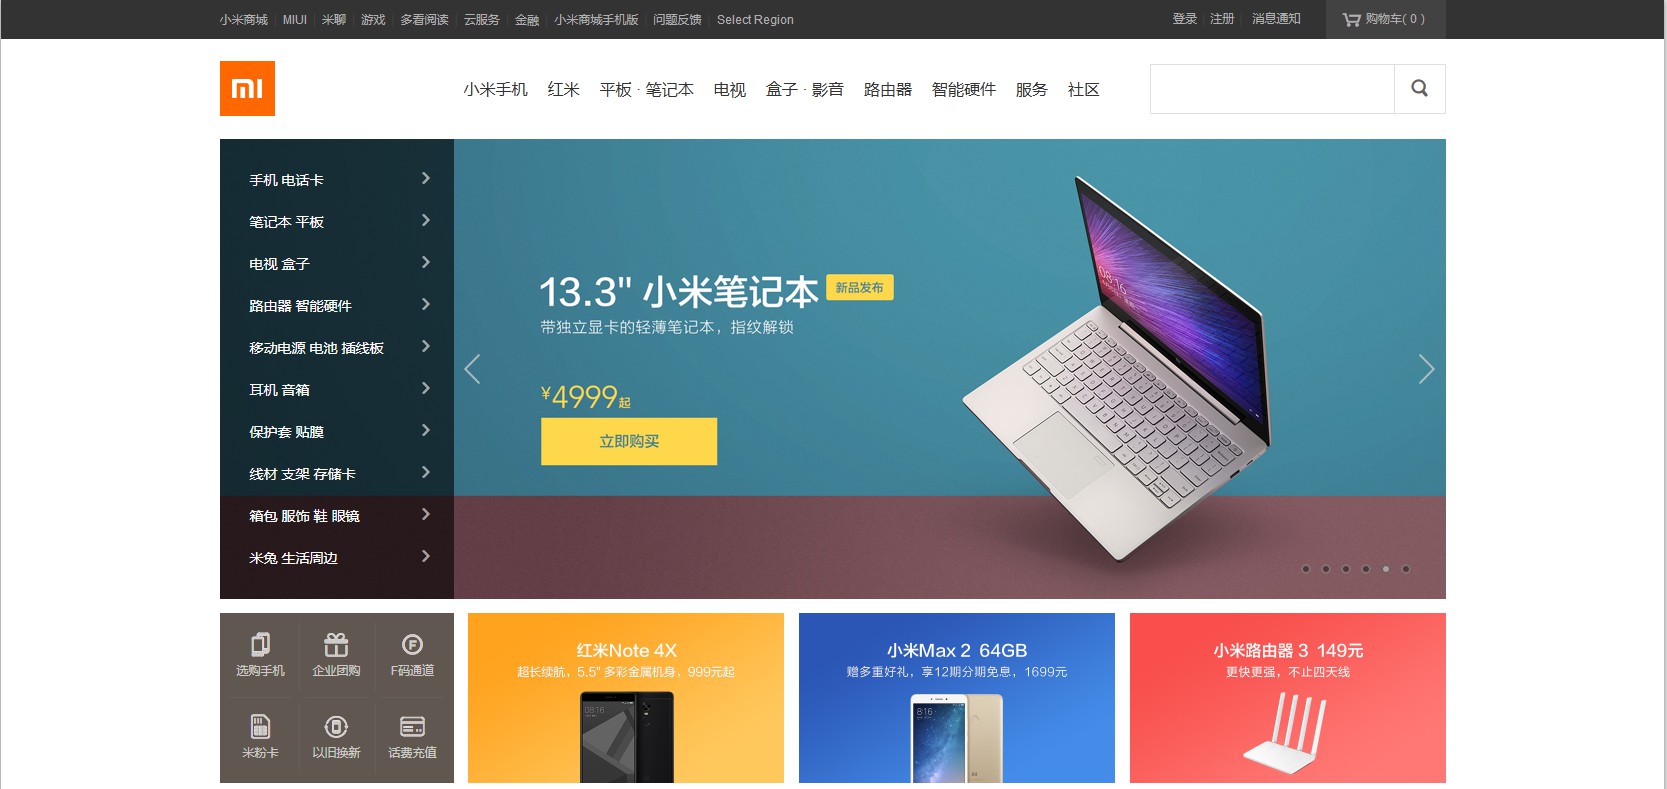 小米商城 MIUI 米聊 游戏 多看阅读 云服务 金融 小米商城手机版 问题反馈 Select Region 登录 注册 消息通知 购物车( 0 )
小米手机 红米 平板 · 笔记本 电视 盒子 · 影音 路由器 智能硬件 服务 社区
手机 电话卡
笔记本 平板
电视 盒子
路由器 智能硬件
移动电源 电池 插线板
耳机 音箱
保护套 贴膜
线材 支架 存储卡
箱包 服饰 鞋 眼镜
米兔 生活周边
13.3" 小米笔记本 新品发布
带独立显卡的轻薄笔记本，指纹解锁
¥4999起
立即购买
08:16
选购手机 企业团购 F码通道
米粉卡 以旧换新 话费充值
红米Note 4X
超长续航，5.5" 多彩金属机身，999元起
08:16
小米Max 2 64GB
赠多重好礼，享12期分期免息，1699元
8:16
小米路由器 3 149元
更快更强，不止四天线